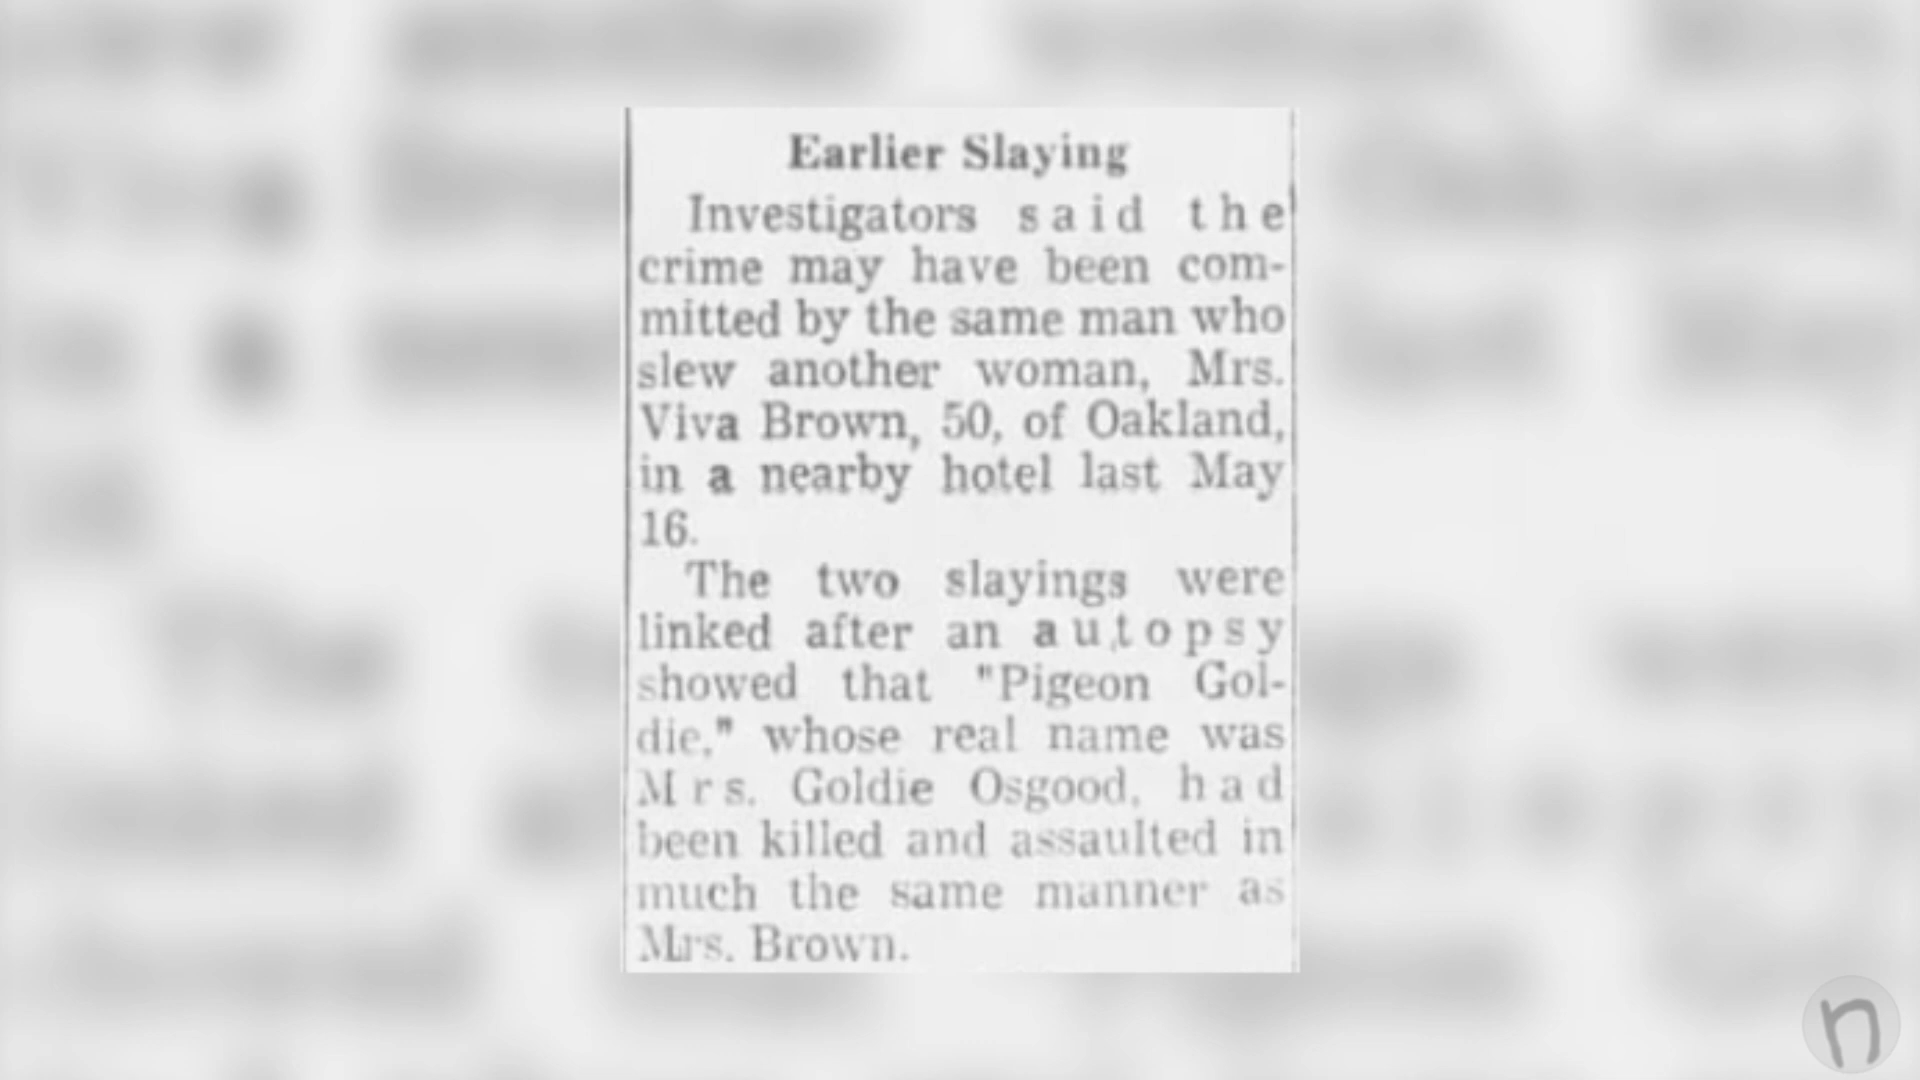 Earlier Slaying
Investigators said the
crime may have been com-
mitted by the same man who
slew another woman, Mrs.
Viva Brown, 50, of Oakland,
in a nearby hotel last May
16.
The two slayings were
linked after an autopsy
showed that "Pigeon Gol-
die," whose real name was
Mrs. Goldie Osgood, had
been killed and assaulted in
much the same manner as
Mrs. Brown.
n